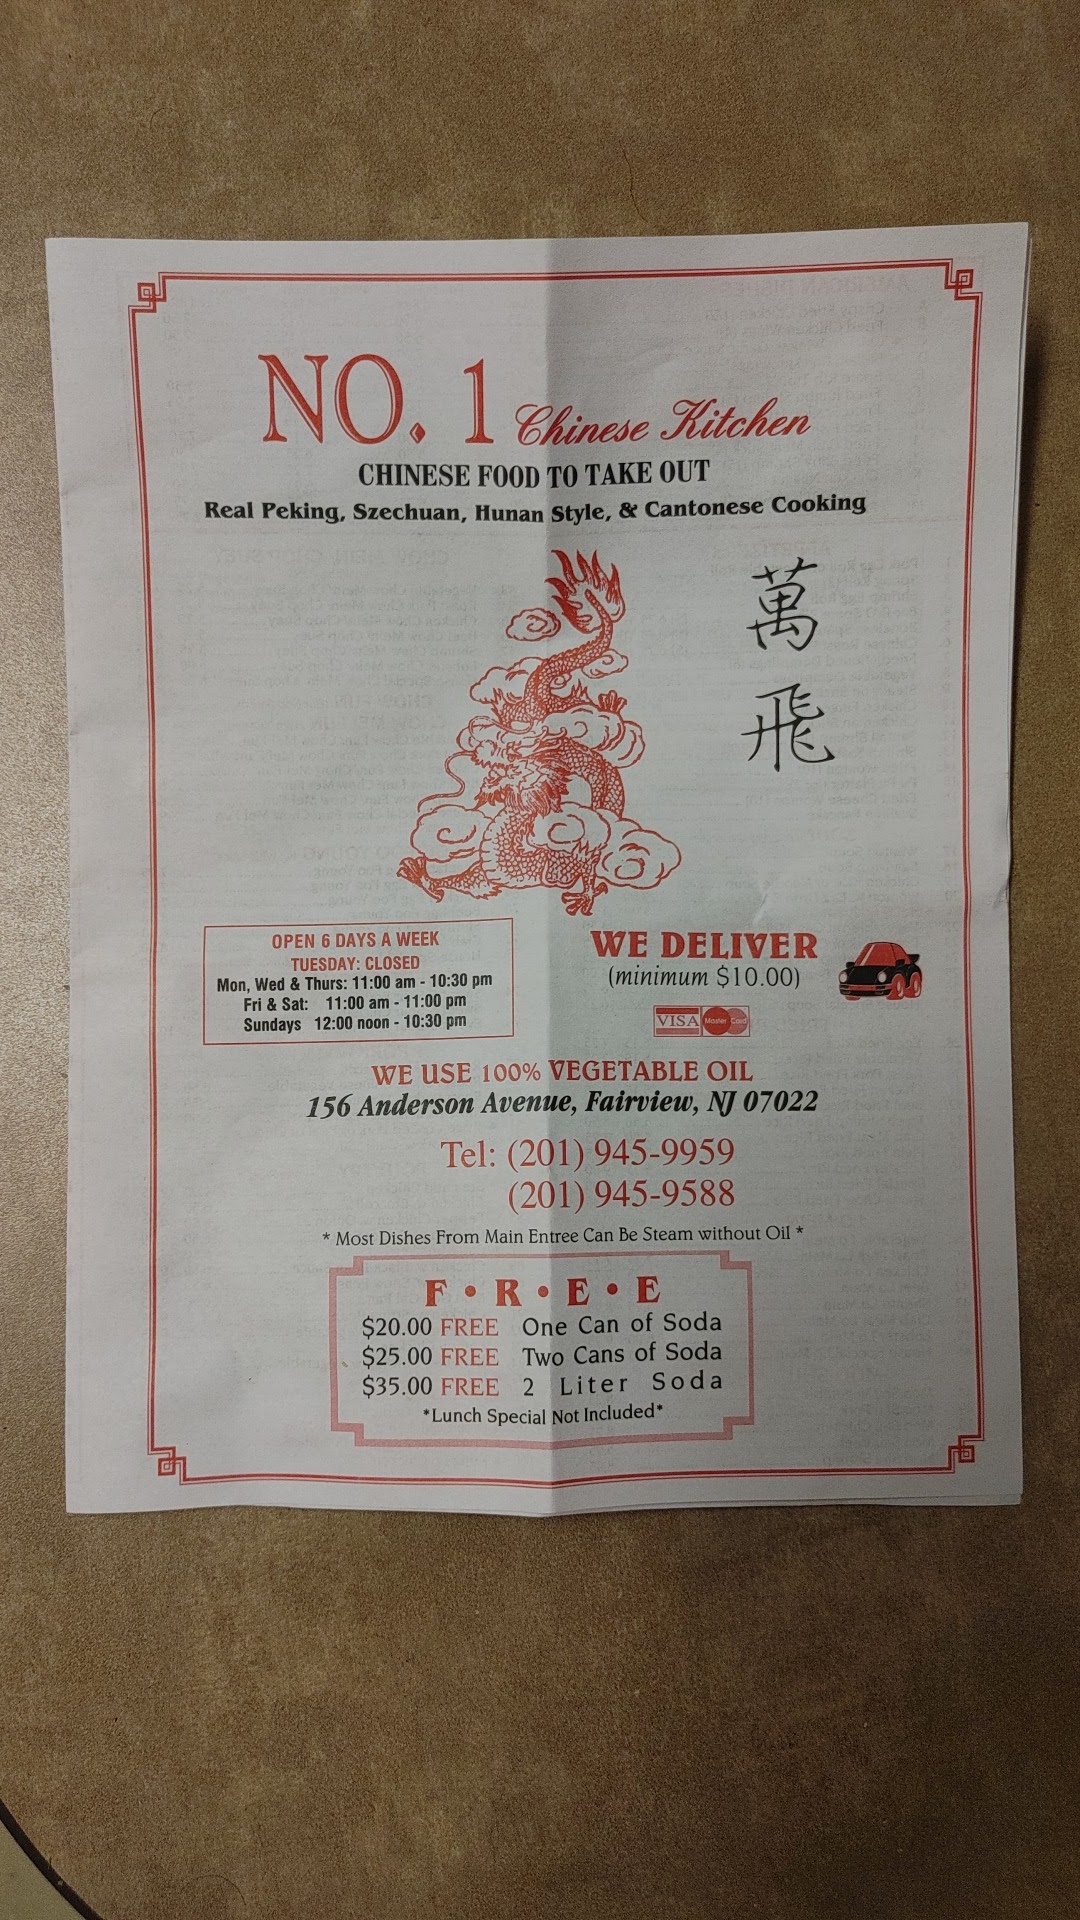 NO. 1 Chinese Kitchen
CHINESE FOOD TO TAKE OUT
Real Peking, Szechuan, Hunan Style, & Cantonese Cooking
萬
飛
OPEN 6 DAYS A WEEK
TUESDAY: CLOSED
Mon, Wed & Thurs: 11:00 am - 10:30 pm
Fri & Sat: 11:00 am - 11:00 pm
Sundays 12:00 noon - 10:30 pm
WE DELIVER
(minimum $10.00)
VISA MasterCard
WE USE 100% VEGETABLE OIL
156 Anderson Avenue, Fairview, NJ 07022
Tel: (201) 945-9959
(201) 945-9588
* Most Dishes From Main Entree Can Be Steam without Oil *
F • R • E • E
$20.00 FREE One Can of Soda
$25.00 FREE Two Cans of Soda
$35.00 FREE 2 Liter Soda
*Lunch Special Not Included*